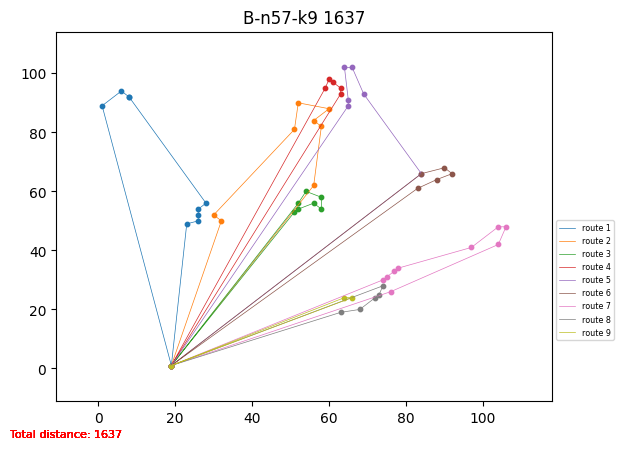 B-n57-k9 1637
100
80
60
40
20
0
0 20 40 60 80 100
route 1
route 2
route 3
route 4
route 5
route 6
route 7
route 8
route 9
Total distance: 1637